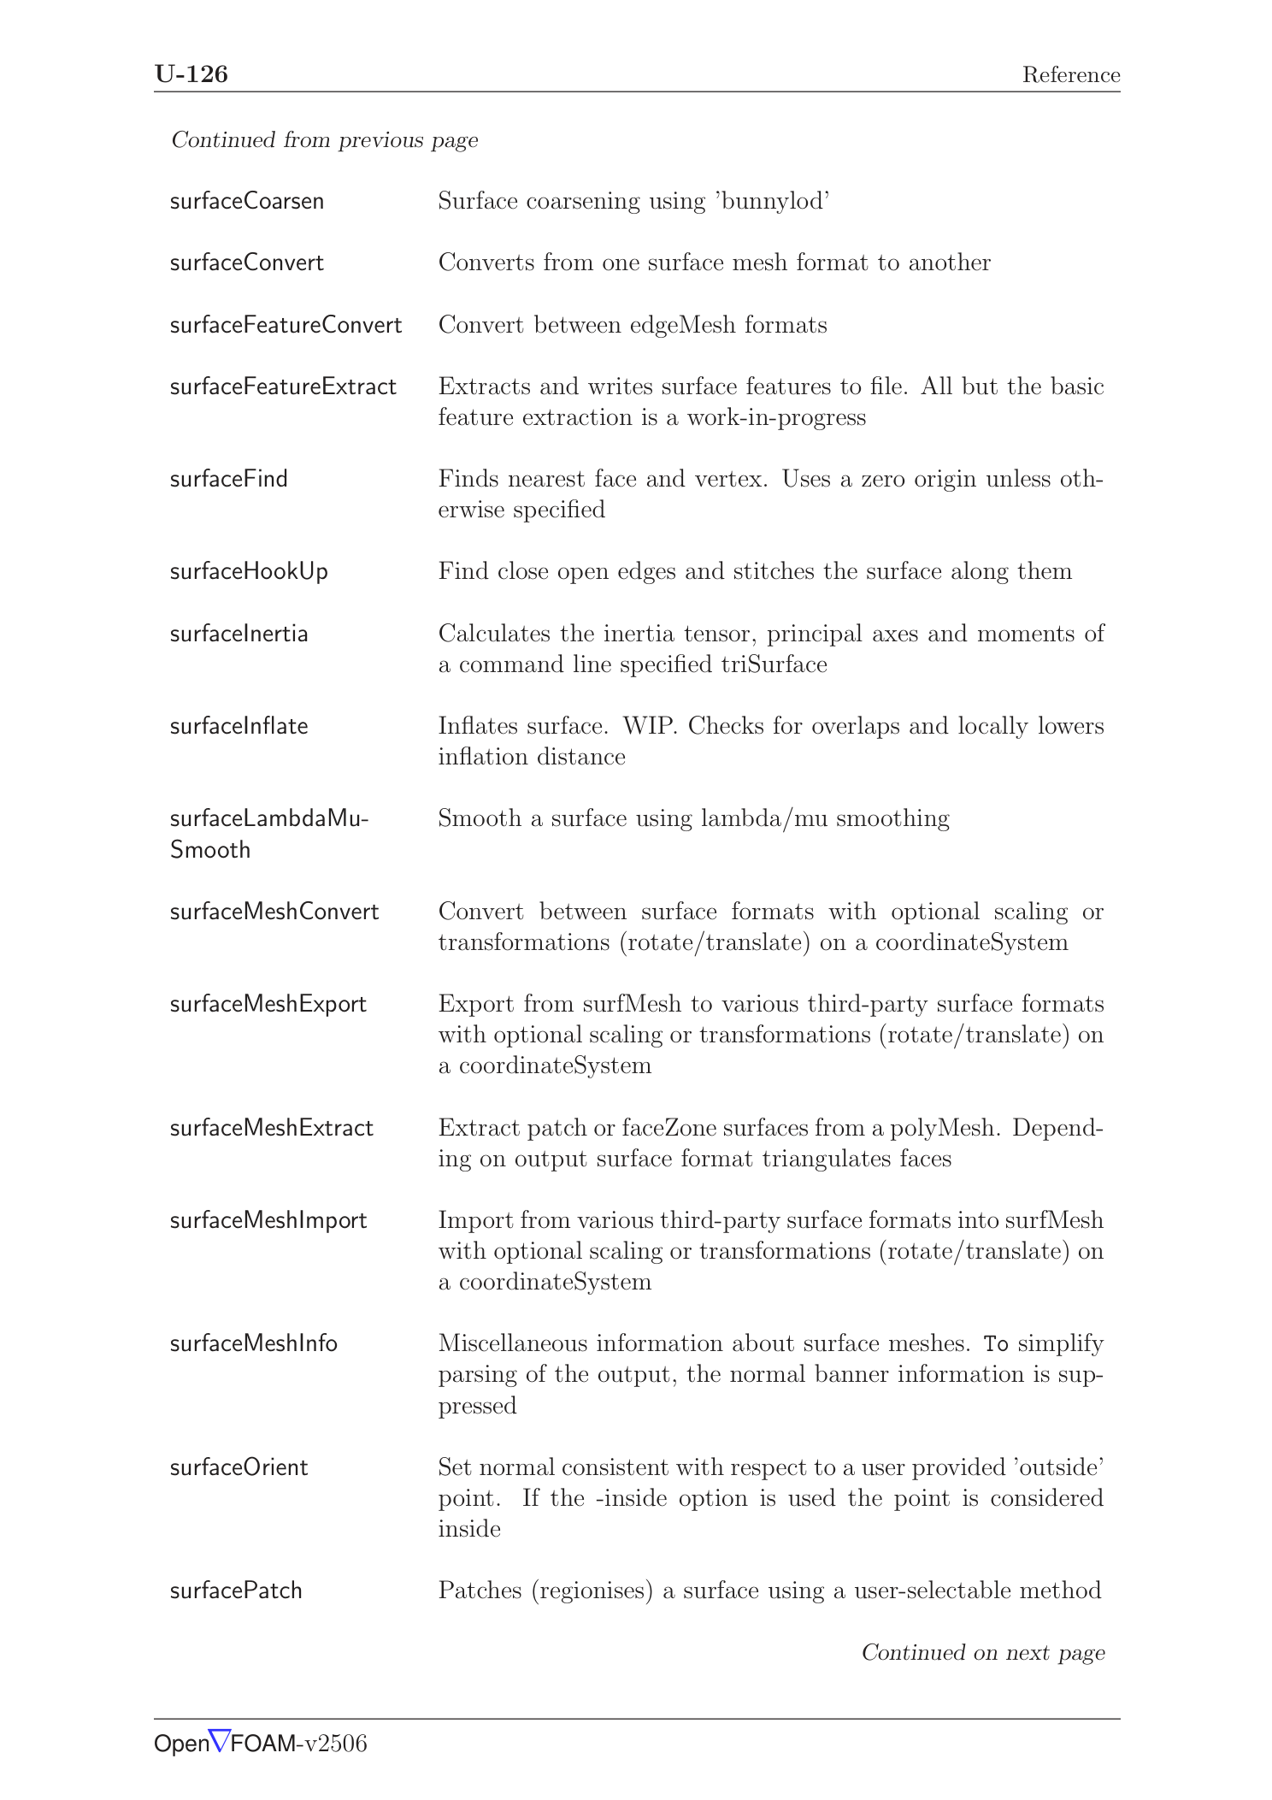 U-126 Reference
Continued from previous page
surfaceCoarsen Surface coarsening using ’bunnylod’
surfaceConvert Converts from one surface mesh format to another
surfaceFeatureConvert Convert between edgeMesh formats
surfaceFeatureExtract Extracts and writes surface features to file. All but the basic
feature extraction is a work-in-progress
surfaceFind Finds nearest face and vertex. Uses a zero origin unless oth-
erwise specified
surfaceHookUp Find close open edges and stitches the surface along them
surfaceInertia Calculates the inertia tensor, principal axes and moments of
a command line specified triSurface
surfaceInflate Inflates surface. WIP. Checks for overlaps and locally lowers
inflation distance
surfaceLambdaMu- Smooth a surface using lambda/mu smoothing
Smooth
surfaceMeshConvert Convert between surface formats with optional scaling or
transformations (rotate/translate) on a coordinateSystem
surfaceMeshExport Export from surfMesh to various third-party surface formats
with optional scaling or transformations (rotate/translate) on
a coordinateSystem
surfaceMeshExtract Extract patch or faceZone surfaces from a polyMesh. Depend-
ing on output surface format triangulates faces
surfaceMeshImport Import from various third-party surface formats into surfMesh
with optional scaling or transformations (rotate/translate) on
a coordinateSystem
surfaceMeshInfo Miscellaneous information about surface meshes. To simplify
parsing of the output, the normal banner information is sup-
pressed
surfaceOrient Set normal consistent with respect to a user provided ’outside’
point. If the -inside option is used the point is considered
inside
surfacePatch Patches (regionises) a surface using a user-selectable method
Continued on next page
Open▽FOAM-v2506